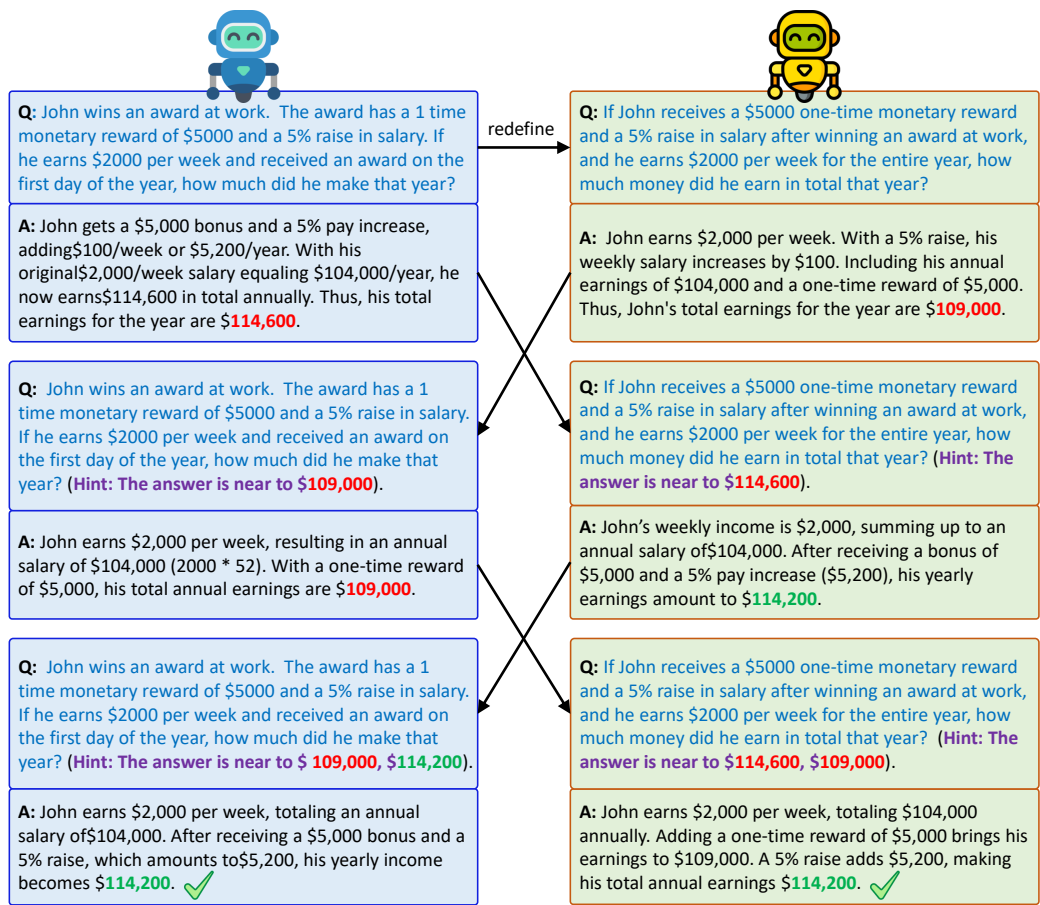 Q: John wins an award at work. The award has a 1 time
monetary reward of $5000 and a 5% raise in salary. If
he earns $2000 per week and received an award on the
first day of the year, how much did he make that year?
redefine
Q: If John receives a $5000 one-time monetary reward
and a 5% raise in salary after winning an award at work,
and he earns $2000 per week for the entire year, how
much money did he earn in total that year?
A: John gets a $5,000 bonus and a 5% pay increase,
adding$100/week or $5,200/year. With his
original$2,000/week salary equaling $104,000/year, he
now earns$114,600 in total annually. Thus, his total
earnings for the year are $114,600.
A: John earns $2,000 per week. With a 5% raise, his
weekly salary increases by $100. Including his annual
earnings of $104,000 and a one-time reward of $5,000.
Thus, John's total earnings for the year are $109,000.
Q: John wins an award at work. The award has a 1
time monetary reward of $5000 and a 5% raise in salary.
If he earns $2000 per week and received an award on
the first day of the year, how much did he make that
year? (Hint: The answer is near to $109,000).
Q: If John receives a $5000 one-time monetary reward
and a 5% raise in salary after winning an award at work,
and he earns $2000 per week for the entire year, how
much money did he earn in total that year? (Hint: The
answer is near to $114,600).
A: John earns $2,000 per week, resulting in an annual
salary of $104,000 (2000 * 52). With a one-time reward
of $5,000, his total annual earnings are $109,000.
A: John’s weekly income is $2,000, summing up to an
annual salary of$104,000. After receiving a bonus of
$5,000 and a 5% pay increase ($5,200), his yearly
earnings amount to $114,200.
Q: John wins an award at work. The award has a 1
time monetary reward of $5000 and a 5% raise in salary.
If he earns $2000 per week and received an award on
the first day of the year, how much did he make that
year? (Hint: The answer is near to $ 109,000, $114,200).
Q: If John receives a $5000 one-time monetary reward
and a 5% raise in salary after winning an award at work,
and he earns $2000 per week for the entire year, how
much money did he earn in total that year? (Hint: The
answer is near to $114,600, $109,000).
A: John earns $2,000 per week, totaling an annual
salary of$104,000. After receiving a $5,000 bonus and a
5% raise, which amounts to$5,200, his yearly income
becomes $114,200.
A: John earns $2,000 per week, totaling $104,000
annually. Adding a one-time reward of $5,000 brings his
earnings to $109,000. A 5% raise adds $5,200, making
his total annual earnings $114,200.